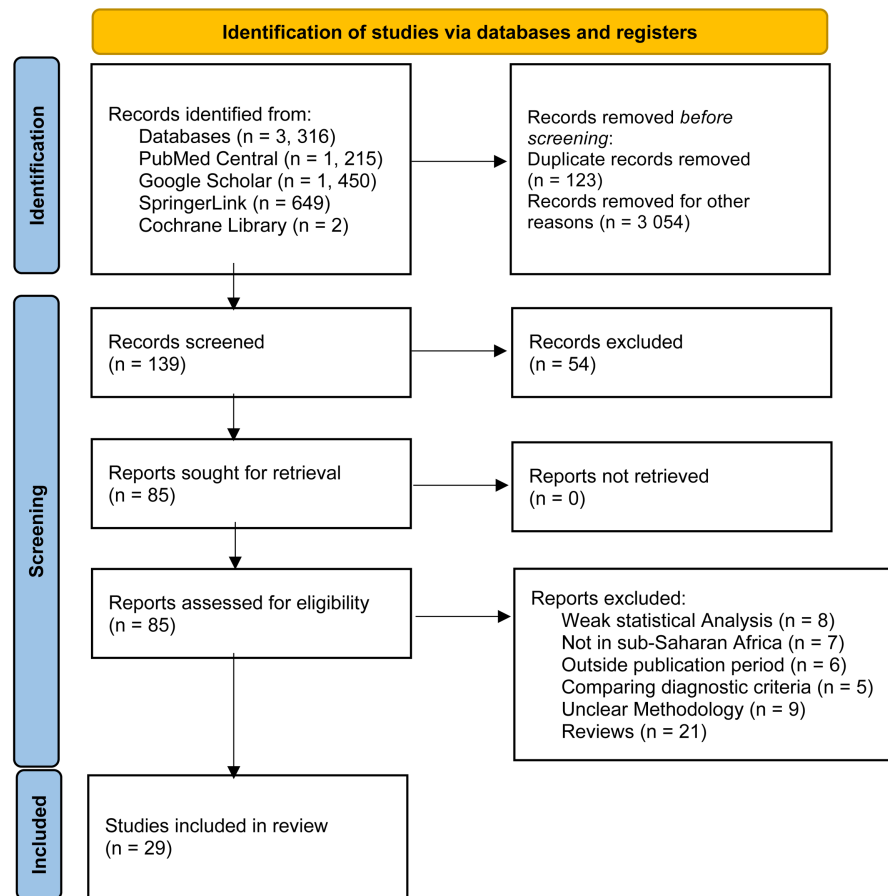 Identification of studies via databases and registers
Identification
Records identified from:
Databases (n = 3, 316)
PubMed Central (n = 1, 215)
Google Scholar (n = 1, 450)
SpringerLink (n = 649)
Cochrane Library (n = 2)
Records removed before
screening:
Duplicate records removed
(n = 123)
Records removed for other
reasons (n = 3 054)
Screening
Records screened
(n = 139)
Records excluded
(n = 54)
Reports sought for retrieval
(n = 85)
Reports not retrieved
(n = 0)
Reports assessed for eligibility
(n = 85)
Reports excluded:
Weak statistical Analysis (n = 8)
Not in sub-Saharan Africa (n = 7)
Outside publication period (n = 6)
Comparing diagnostic criteria (n = 5)
Unclear Methodology (n = 9)
Reviews (n = 21)
Included
Studies included in review
(n = 29)